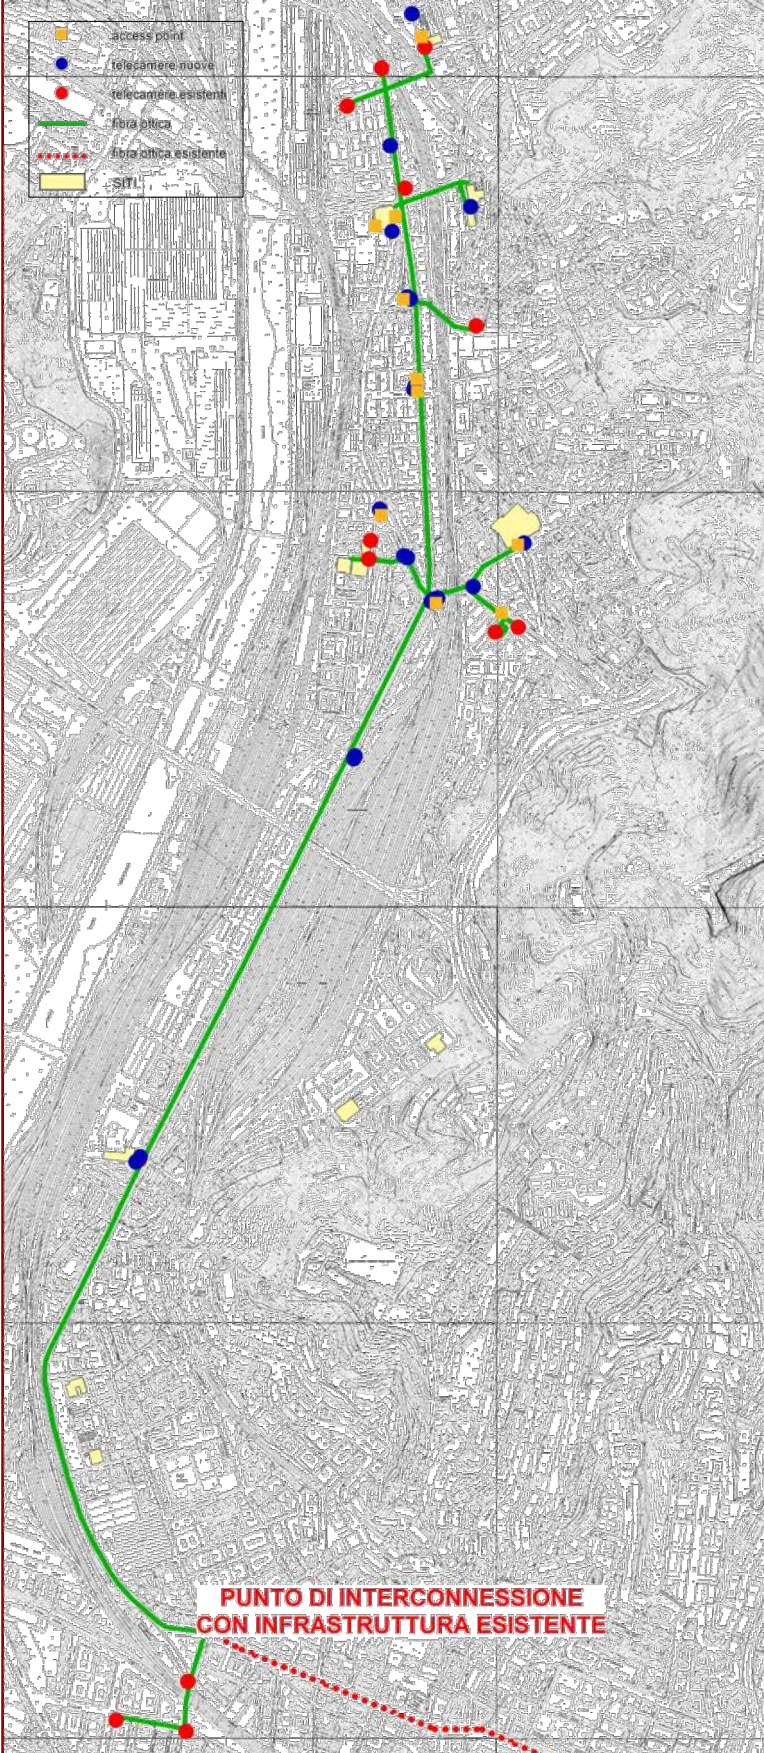 access point
telecamere nuove
telecamere esistenti
fibra ottica
fibra ottica esistente
SITI
PUNTO DI INTERCONNESSIONE
CON INFRASTRUTTURA ESISTENTE